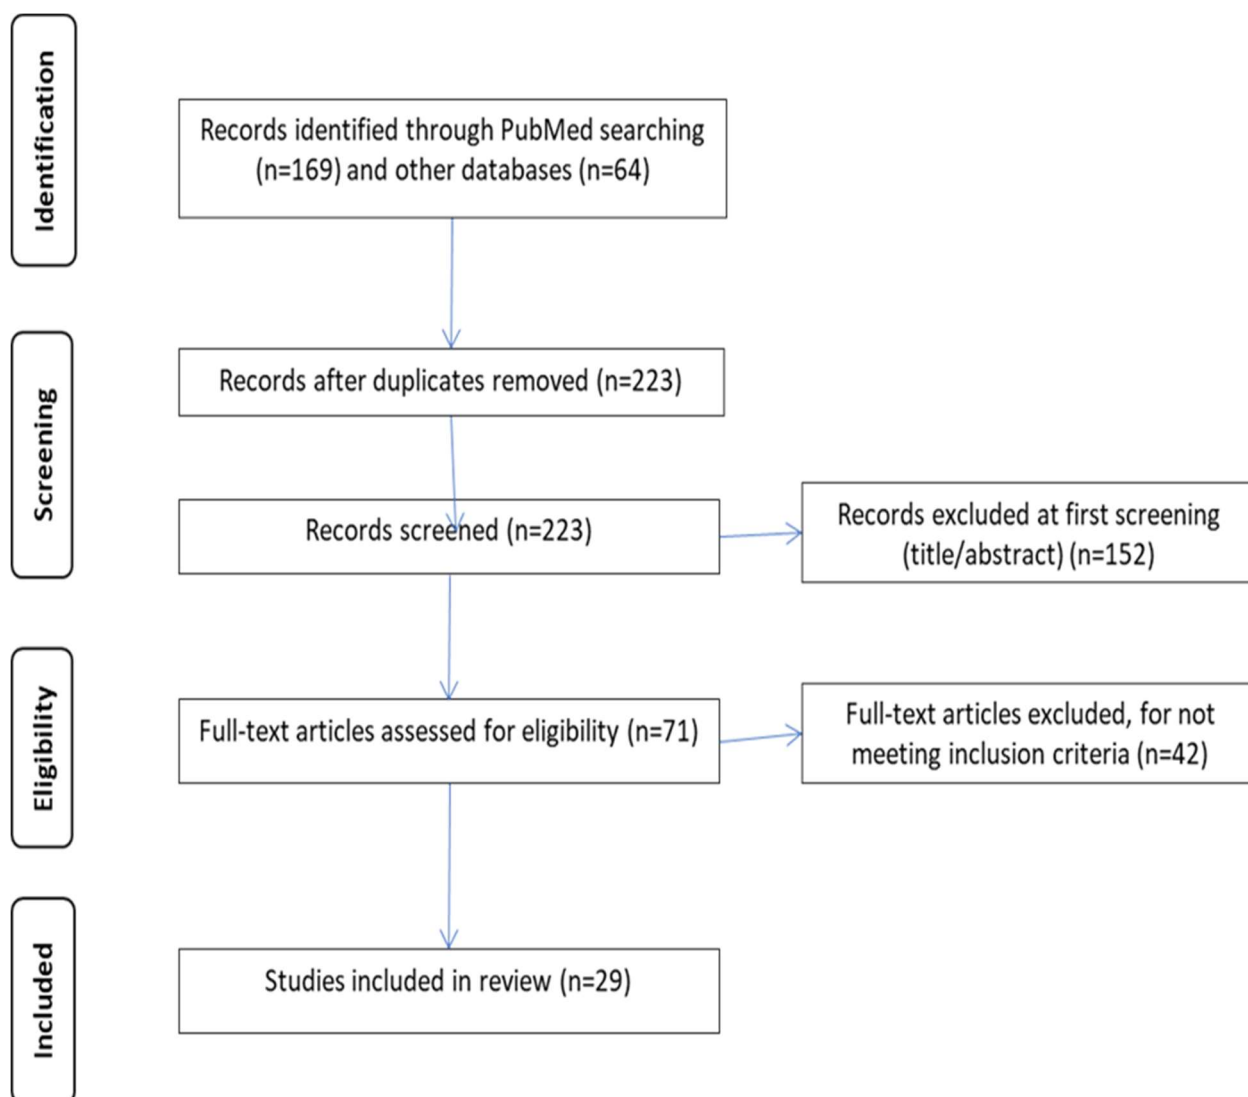 Identification
Records identified through PubMed searching
(n=169) and other databases (n=64)
Screening
Records after duplicates removed (n=223)
Records screened (n=223)
Records excluded at first screening
(title/abstract) (n=152)
Eligibility
Full-text articles assessed for eligibility (n=71)
Full-text articles excluded, for not
meeting inclusion criteria (n=42)
Included
Studies included in review (n=29)